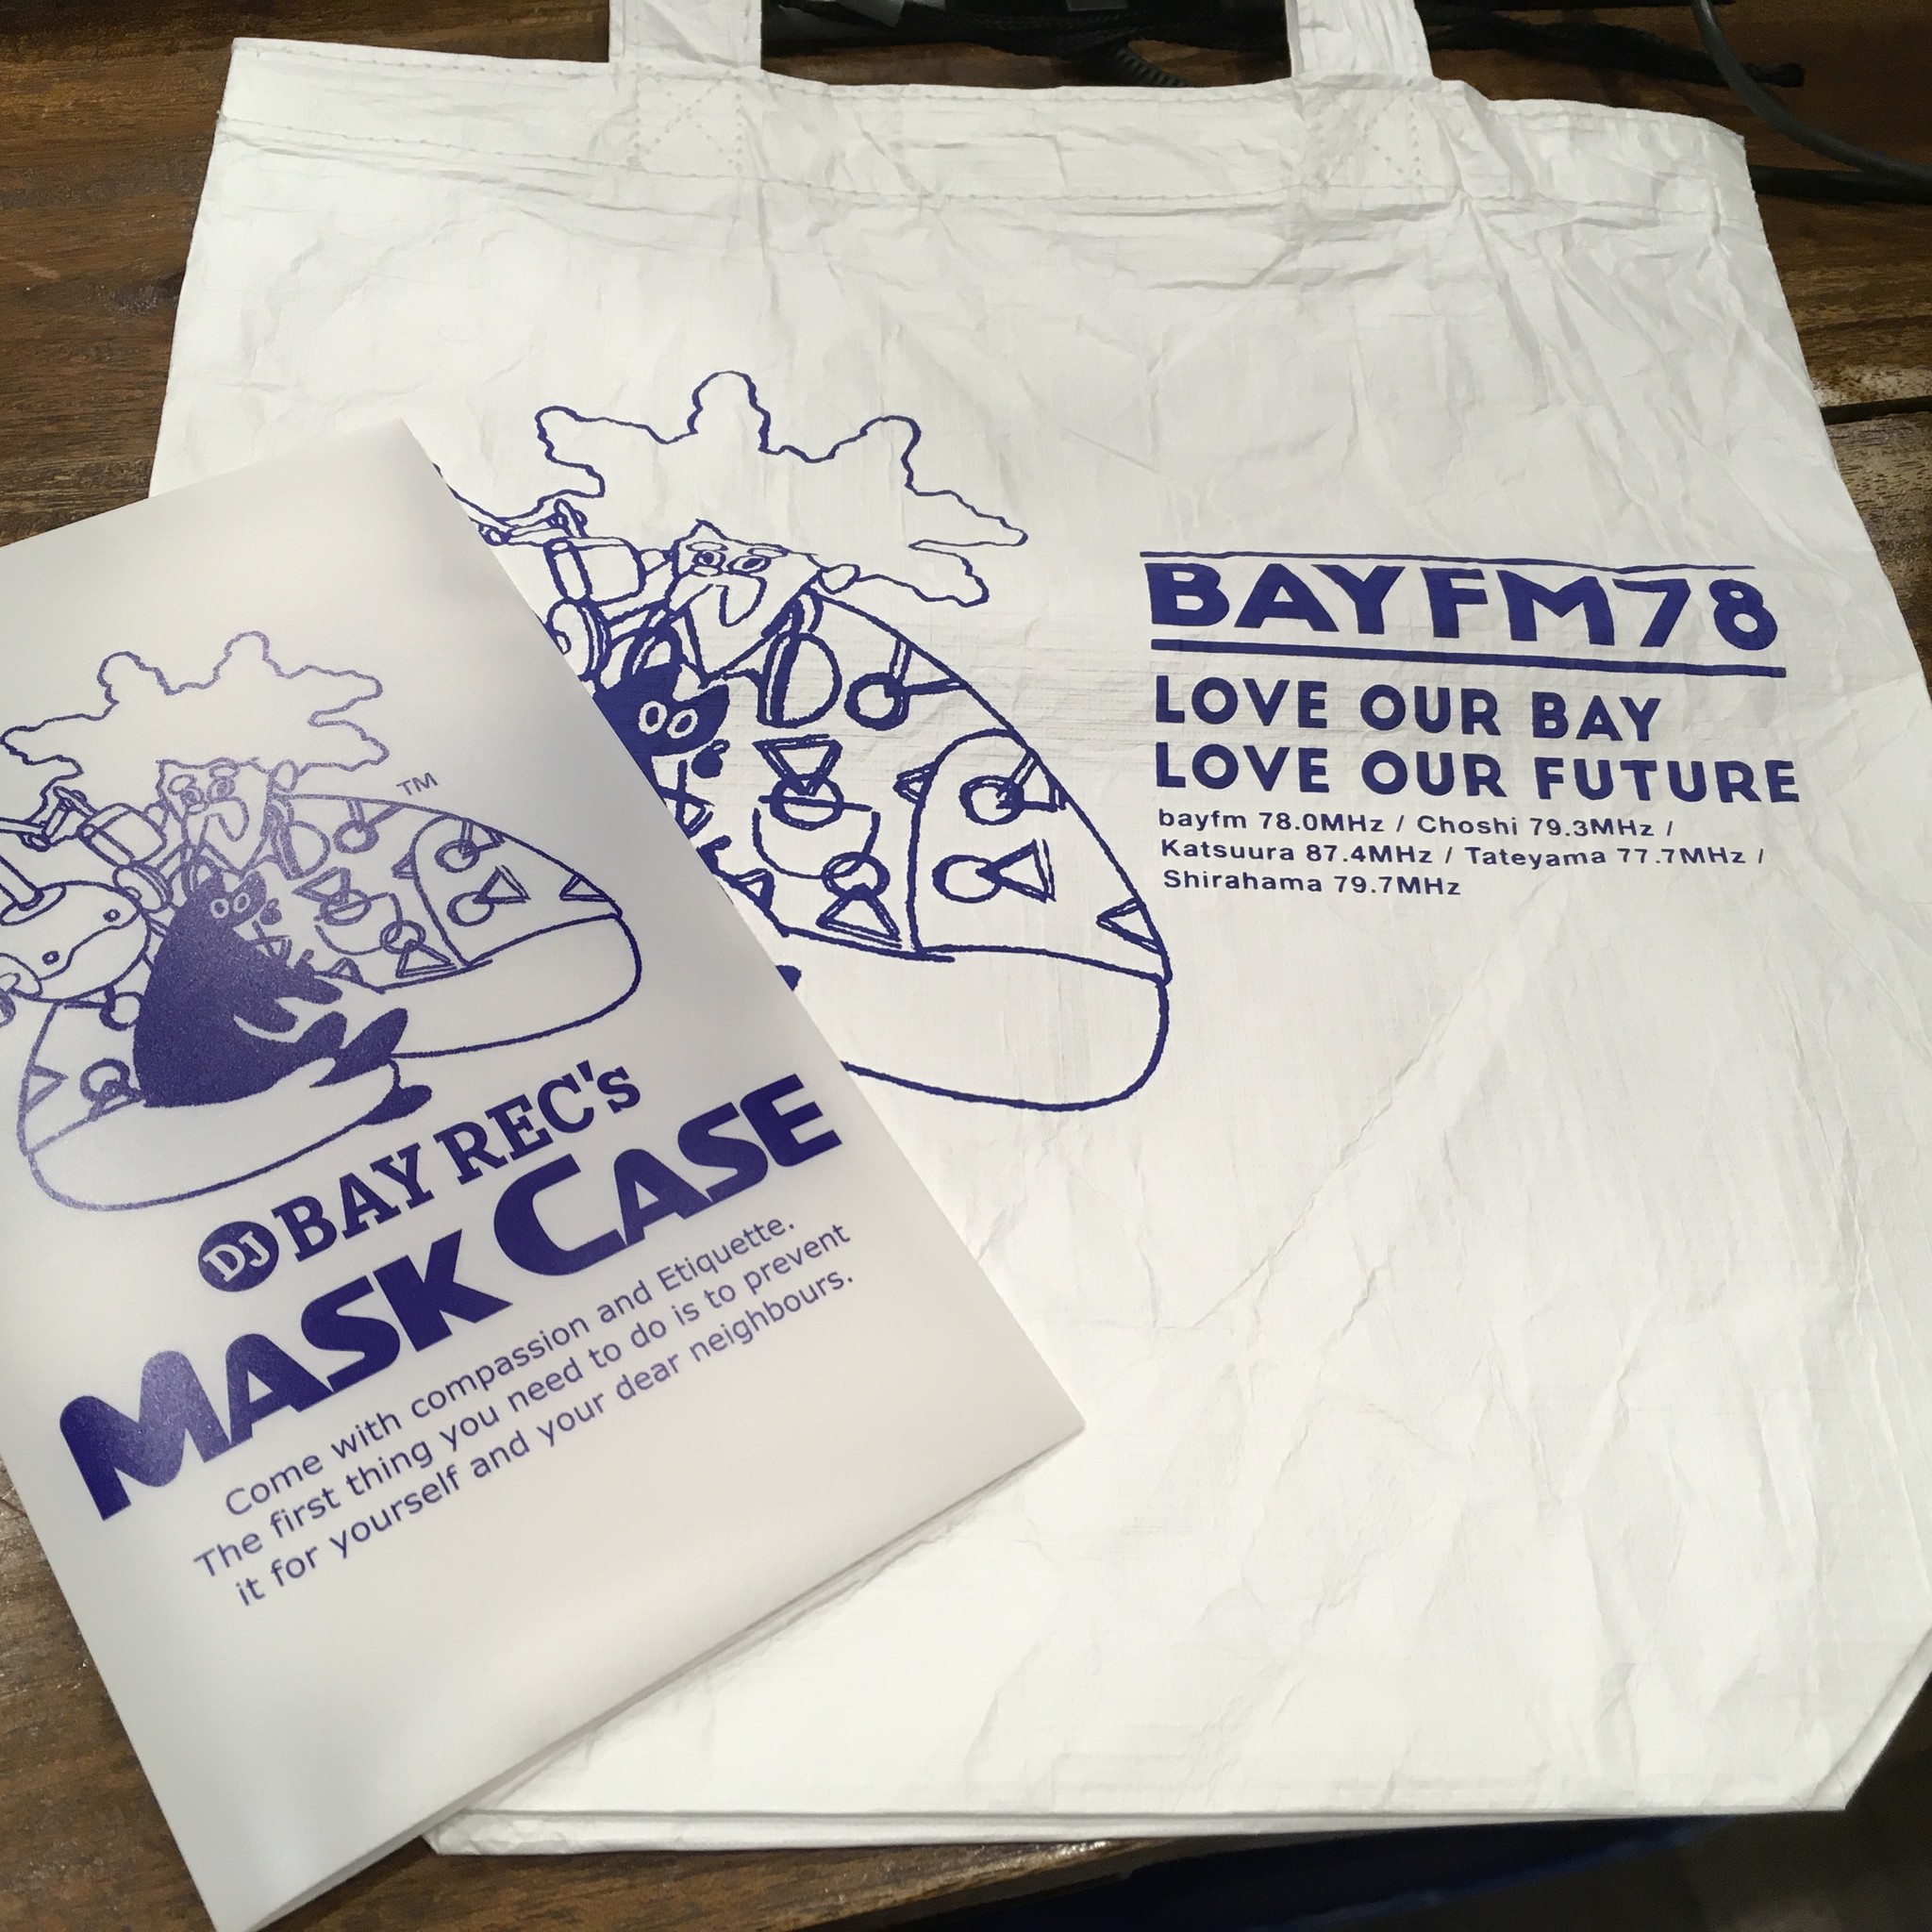 BAYFM78
LOVE OUR BAY
LOVE OUR FUTURE
bayfm 78.0MHz / Choshi 79.3MHz /
Katsuura 87.4MHz / Tateyama 77.7MHz /
Shirahama 79.7MHz
TM
DJ BAY REC's
MASK CASE
Come with compassion and Etiquette.
The first thing you need to do is to prevent
it for yourself and your dear neighbours.